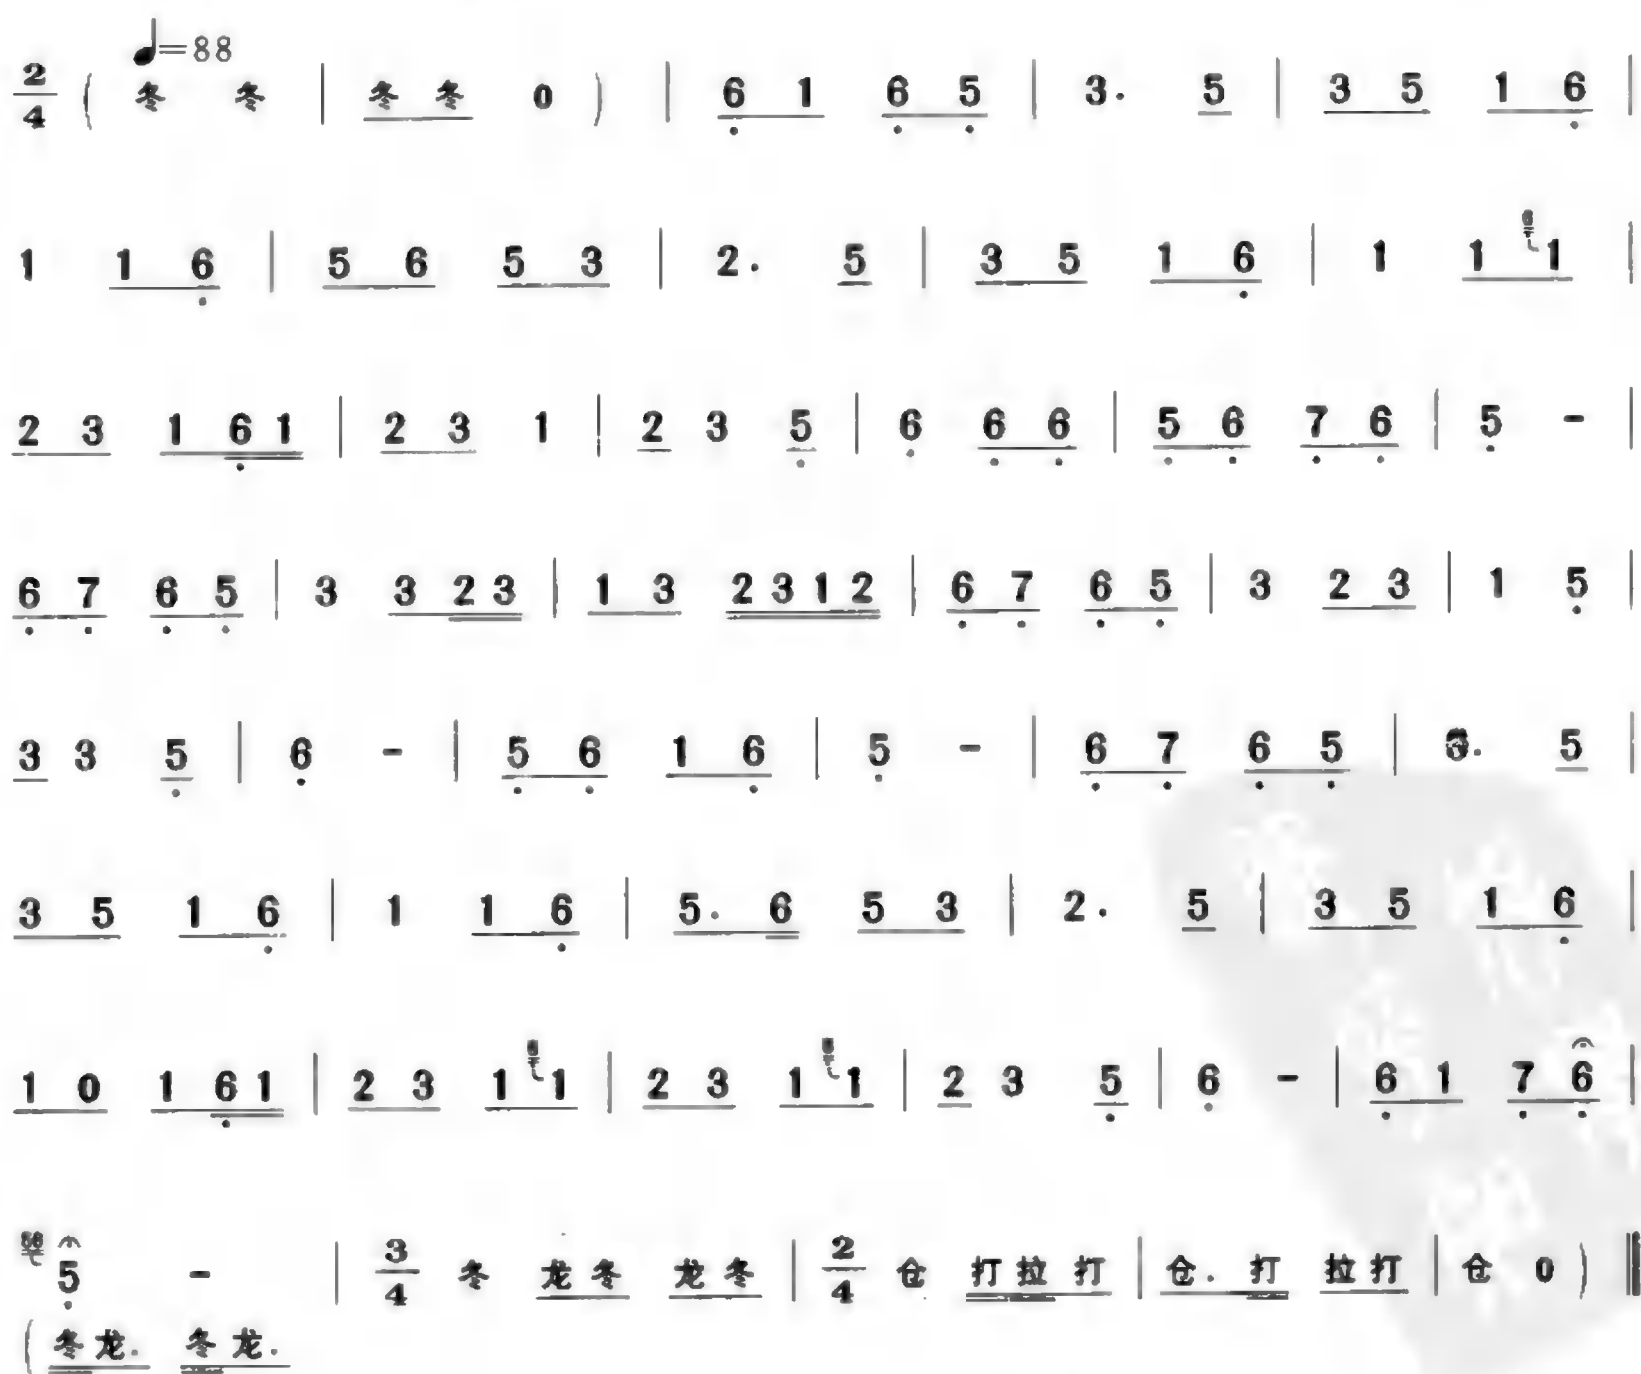 ♩=88
2/4 ( 冬 冬 | 冬 冬 0 ) | 6̣ 1 6̣ 5̣ | 3. 5 | 3 5 1 6̣ |
1 1 6̣ | 5 6 5 3 | 2. 5 | 3 5 1 6̣ | 1 1 1 |
2 3 1 6̣ 1 | 2 3 1 | 2 3 5̣ | 6̣ 6̣ 6̣ | 5̣ 6̣ 7̣ 6̣ | 5̣ - |
6̣ 7̣ 6̣ 5̣ | 3 3 2 3 | 1 3 2 3 1 2 | 6̣ 7̣ 6̣ 5̣ | 3 2 3 | 1 5̣ |
3 3 5̣ | 6̣ - | 5̣ 6̣ 1 6̣ | 5̣ - | 6̣ 7̣ 6̣ 5̣ | . 5 |
3 5 1 6̣ | 1 1 6̣ | 5. 6 5 3 | 2. 5 | 3 5 1 6̣ |
1 0 1 6̣ 1 | 2 3 1 1 | 2 3 1 1 | 2 3 5̣ | 6̣ - | 6̣ 1 7̣ 6̣ |
5̣ - | 3/4 冬 龙 冬 龙 冬 | 2/4 仓 打 拉 打 | 仓. 打 拉 打 | 仓 0 ) ‖
( 冬 龙. 冬 龙.